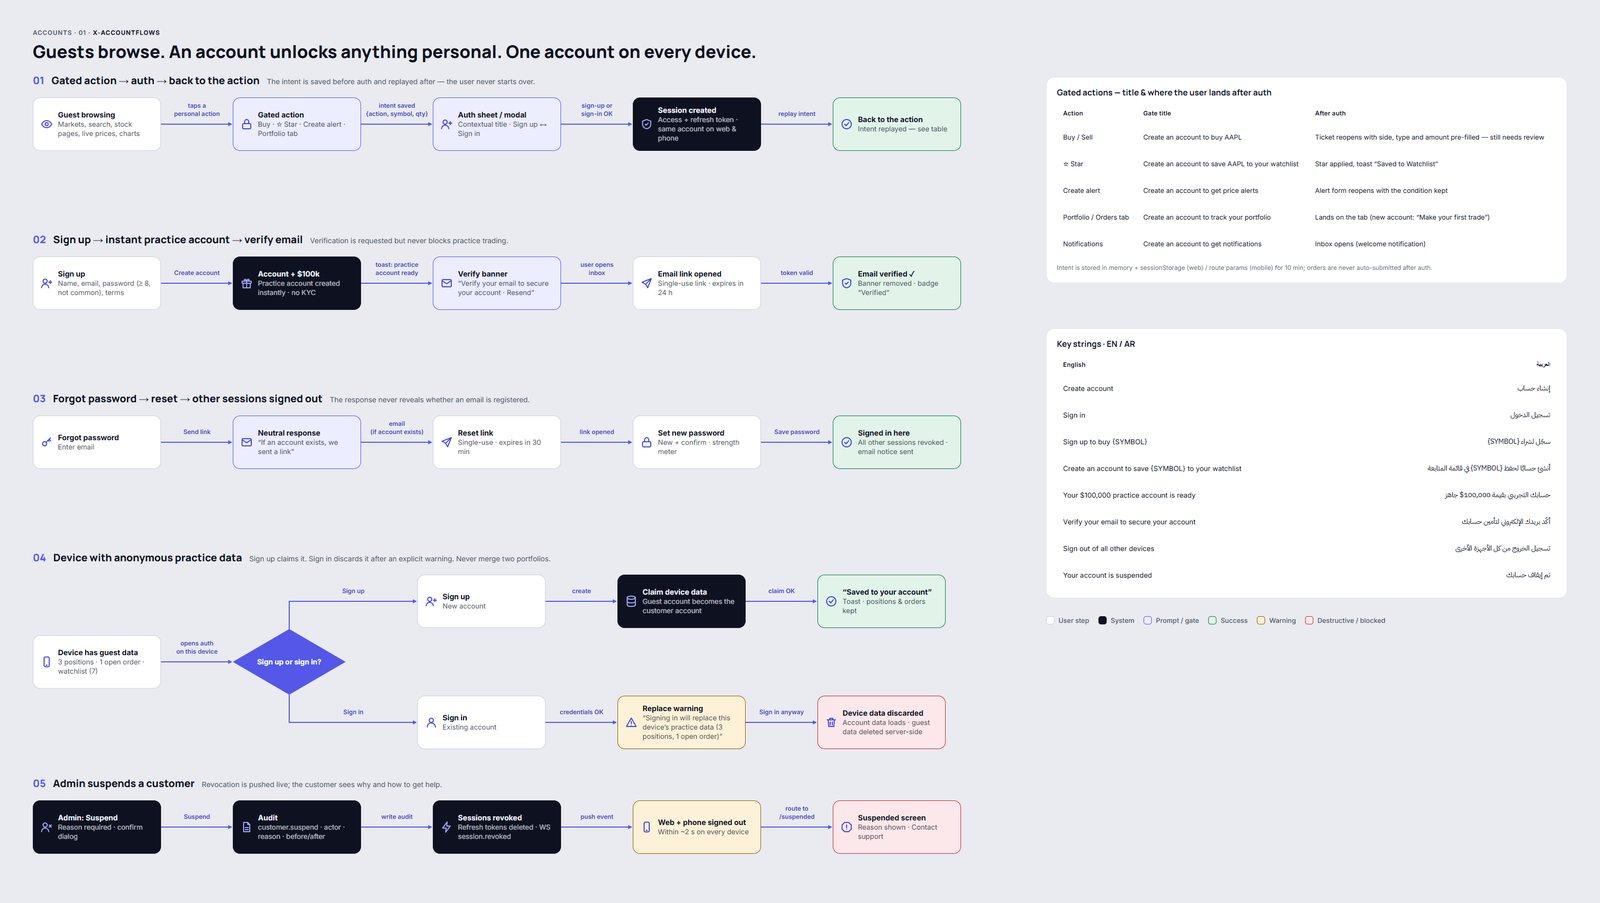 ACCOUNTS · 01 · X-ACCOUNTFLOWS
Guests browse. An account unlocks anything personal. One account on every device.
01 Gated action → auth → back to the action The intent is saved before auth and replayed after — the user never starts over.
Guest browsing
Markets, search, stock
pages, live prices, charts
taps a
personal action
Gated action
Buy · ☆ Star · Create alert ·
Portfolio tab
intent saved
(action, symbol, qty)
Auth sheet / modal
Contextual title · Sign up ↔
Sign in
sign-up or
sign-in OK
Session created
Access + refresh token ·
same account on web &
phone
replay intent
Back to the action
Intent replayed — see table
02 Sign up → instant practice account → verify email Verification is requested but never blocks practice trading.
Sign up
Name, email, password (≥ 8,
not common), terms
Create account
Account + $100k
Practice account created
instantly · no KYC
toast: practice
account ready
Verify banner
“Verify your email to secure
your account · Resend”
user opens
inbox
Email link opened
Single-use link · expires in
24 h
token valid
Email verified ✓
Banner removed · badge
“Verified”
03 Forgot password → reset → other sessions signed out The response never reveals whether an email is registered.
Forgot password
Enter email
Send link
Neutral response
“If an account exists, we
sent a link”
email
(if account exists)
Reset link
Single-use · expires in 30
min
link opened
Set new password
New + confirm · strength
meter
Save password
Signed in here
All other sessions revoked ·
email notice sent
04 Device with anonymous practice data Sign up claims it. Sign in discards it after an explicit warning. Never merge two portfolios.
Device has guest data
3 positions · 1 open order ·
watchlist (7)
opens auth
on this device
Sign up or sign in?
Sign up
Sign up
New account
create
Claim device data
Guest account becomes the
customer account
claim OK
“Saved to your account”
Toast · positions & orders
kept
Sign in
Sign in
Existing account
credentials OK
Replace warning
“Signing in will replace this
device’s practice data (3
positions, 1 open order)”
Sign in anyway
Device data discarded
Account data loads · guest
data deleted server-side
05 Admin suspends a customer Revocation is pushed live; the customer sees why and how to get help.
Admin: Suspend
Reason required · confirm
dialog
Suspend
Audit
customer.suspend · actor ·
reason · before/after
write audit
Sessions revoked
Refresh tokens deleted · WS
session.revoked
push event
Web + phone signed out
Within ~2 s on every device
route to
/suspended
Suspended screen
Reason shown · Contact
support
Gated actions — title & where the user lands after auth
Action Gate title After auth
Buy / Sell Create an account to buy AAPL Ticket reopens with side, type and amount pre-filled — still needs review
☆ Star Create an account to save AAPL to your watchlist Star applied, toast “Saved to Watchlist”
Create alert Create an account to get price alerts Alert form reopens with the condition kept
Portfolio / Orders tab Create an account to track your portfolio Lands on the tab (new account: “Make your first trade”)
Notifications Create an account to get notifications Inbox opens (welcome notification)
Intent is stored in memory + sessionStorage (web) / route params (mobile) for 10 min; orders are never auto-submitted after auth.
Key strings · EN / AR
English العربية
Create account إنشاء حساب
Sign in تسجيل الدخول
Sign up to buy {SYMBOL} سجّل لشراء {SYMBOL}
Create an account to save {SYMBOL} to your watchlist أنشئ حسابًا لحفظ {SYMBOL} في قائمة المتابعة
Your $100,000 practice account is ready حسابك التجريبي بقيمة 100,000$ جاهز
Verify your email to secure your account أكّد بريدك الإلكتروني لتأمين حسابك
Sign out of all other devices تسجيل الخروج من كل الأجهزة الأخرى
Your account is suspended تم إيقاف حسابك
User step System Prompt / gate Success Warning Destructive / blocked